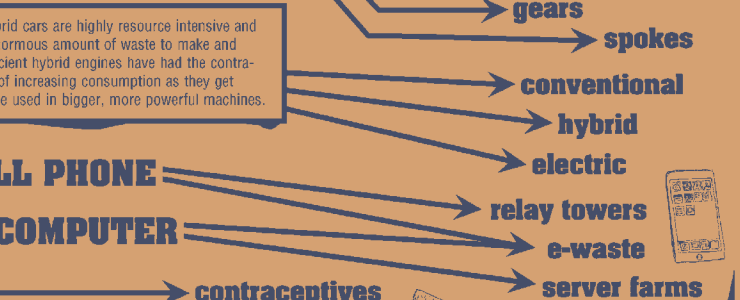 gears
spokes
brid cars are highly resource intensive and
ormous amount of waste to make and
cient hybrid engines have had the contra-
of increasing consumption as they get
e used in bigger, more powerful machines.
conventional
hybrid
electric
LL PHONE
relay towers
COMPUTER
e-waste
server farms
contraceptives